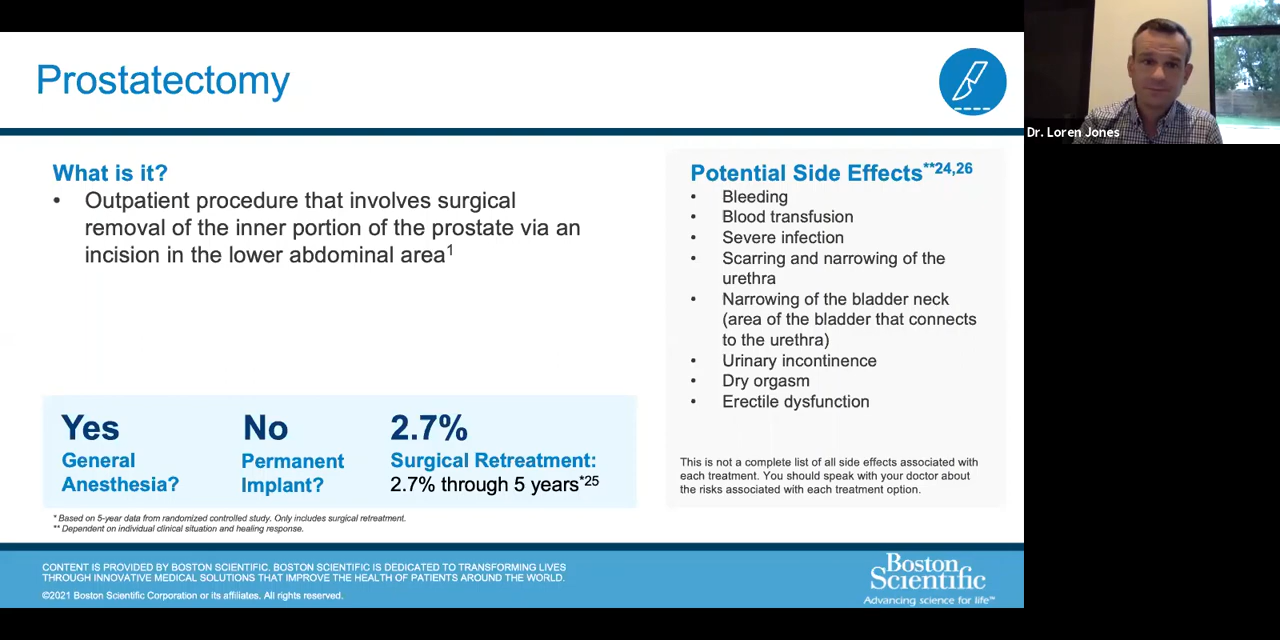 Prostatectomy
What is it?
• Outpatient procedure that involves surgical
removal of the inner portion of the prostate via an
incision in the lower abdominal area1
Yes
General
Anesthesia?
No
Permanent
Implant?
2.7%
Surgical Retreatment:
2.7% through 5 years*25
* Based on 5-year data from randomized controlled study. Only includes surgical retreatment.
** Dependent on individual clinical situation and healing response.
Potential Side Effects**24,26
• Bleeding
• Blood transfusion
• Severe infection
• Scarring and narrowing of the
urethra
• Narrowing of the bladder neck
(area of the bladder that connects
to the urethra)
• Urinary incontinence
• Dry orgasm
• Erectile dysfunction
This is not a complete list of all side effects associated with
each treatment. You should speak with your doctor about
the risks associated with each treatment option.
CONTENT IS PROVIDED BY BOSTON SCIENTIFIC. BOSTON SCIENTIFIC IS DEDICATED TO TRANSFORMING LIVES
THROUGH INNOVATIVE MEDICAL SOLUTIONS THAT IMPROVE THE HEALTH OF PATIENTS AROUND THE WORLD.
©2021 Boston Scientific Corporation or its affiliates. All rights reserved.
Boston
Scientific
Advancing science for life™
Dr. Loren Jones